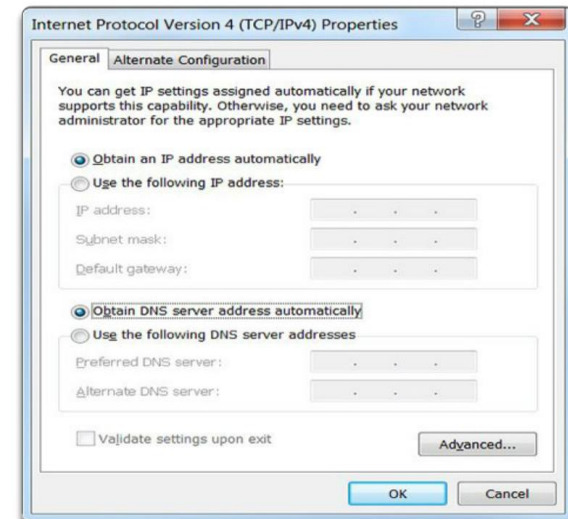 Internet Protocol Version 4 (TCP/IPv4) Properties
General
Alternate Configuration
You can get IP settings assigned automatically if your network
supports this capability. Otherwise, you need to ask your network
administrator for the appropriate IP settings.
Obtain an IP address automatically
Use the following IP address:
IP address:
Subnet mask:
Default gateway:
Obtain DNS server address automatically
Use the following DNS server addresses
Preferred DNS server:
Alternate DNS server:
Validate settings upon exit
Advanced...
OK
Cancel